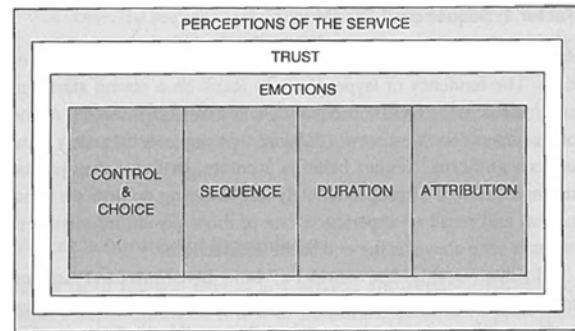 PERCEPTIONS OF THE SERVICE
TRUST
EMOTIONS
CONTROL
&
CHOICE
SEQUENCE
DURATION
ATTRIBUTION